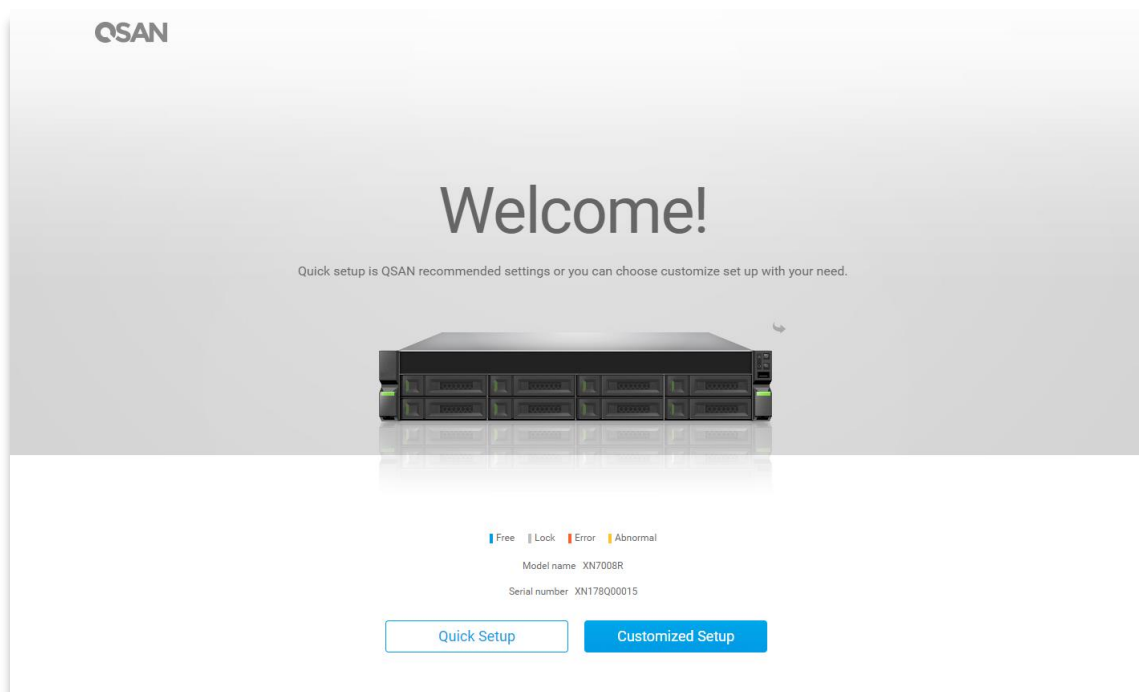 QSAN
Welcome!
Quick setup is QSAN recommended settings or you can choose customize set up with your need.
Free Lock Error Abnormal
Model name XN7008R
Serial number XN178Q00015
Quick Setup Customized Setup